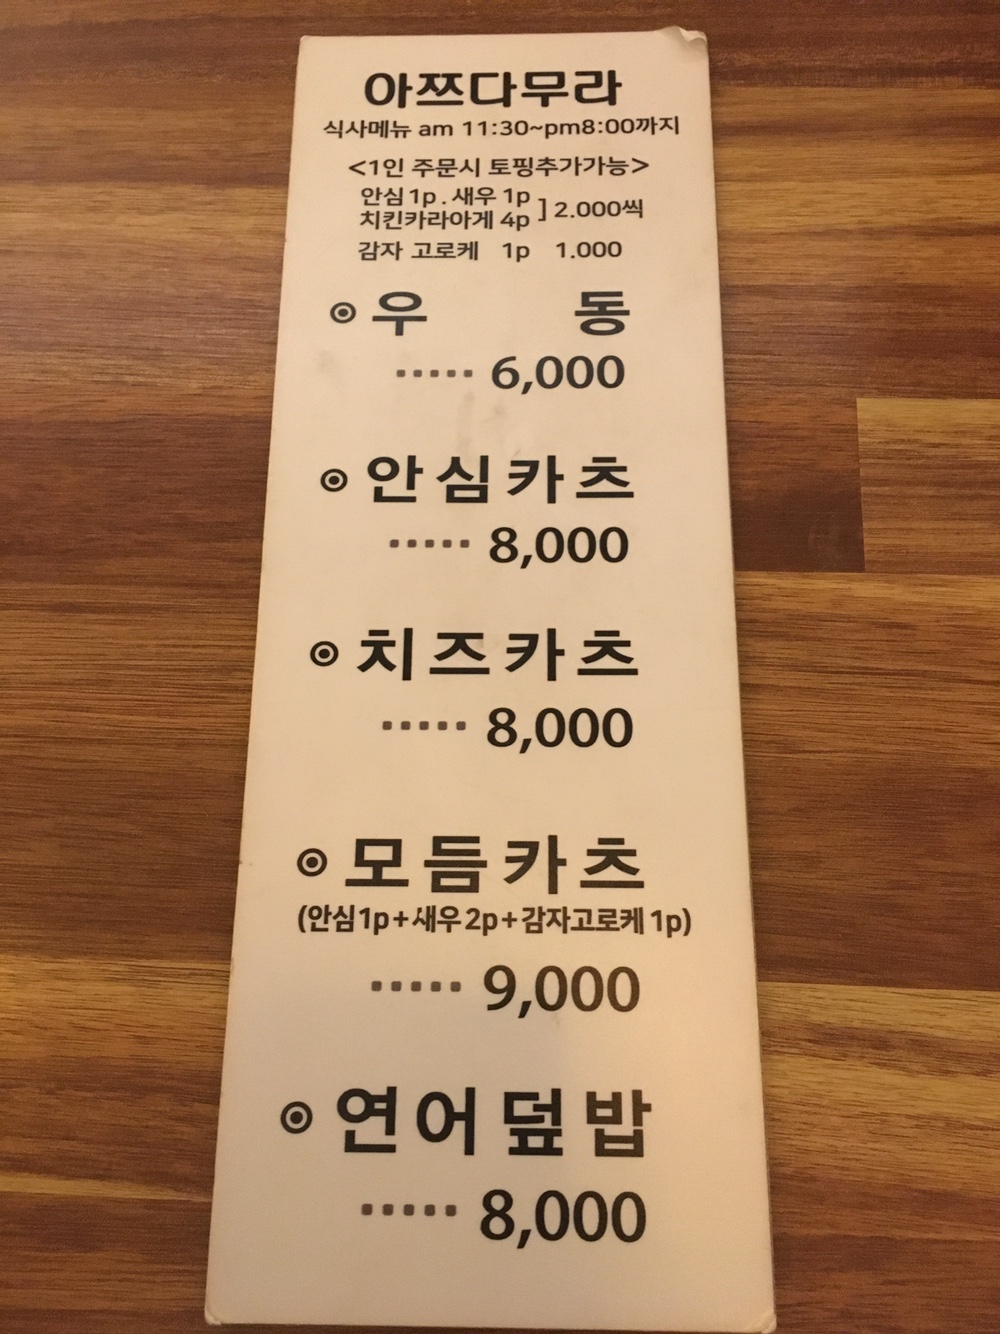 아쯔다무라
식사메뉴 am 11:30~pm8:00까지
<1인 주문시 토핑추가가능>
안심 1p . 새우 1p
치킨카라아게 4p ] 2.000씩
감자 고로케 1p 1.000
◉ 우 동
····· 6,000
◉ 안심카츠
····· 8,000
◉ 치즈카츠
····· 8,000
◉ 모듬카츠
(안심1p+새우2p+감자고로케 1p)
····· 9,000
◉ 연어덮밥
····· 8,000